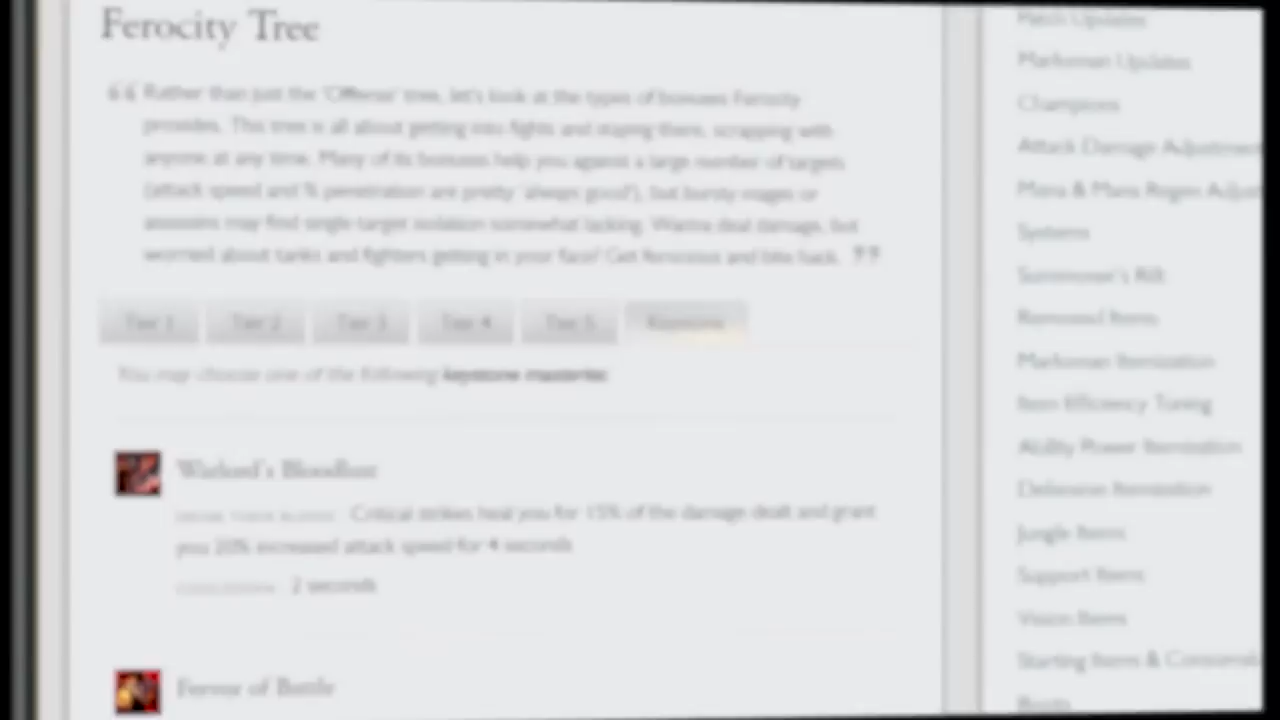 Ferocity Tree
“ Rather than just the 'Offense' tree, let's look at the types of bonuses Ferocity
provides. This tree is all about getting into fights and staying there, scrapping with
anyone at any time. Many of its bonuses help you against a large number of targets
(attack speed and % penetration are pretty 'always good'), but bursty mages or
assassins may find single-target isolation somewhat lacking. Wanna deal damage, but
worried about tanks and fighters getting in your face? Get ferocious and bite back. ”
Tier 1
Tier 2
Tier 3
Tier 4
Tier 5
Keystone
You may choose one of the following keystone masteries:
Warlord's Bloodlust
Critical strikes heal you for 15% of the damage dealt and grant
you 20% increased attack speed for 4 seconds
2 seconds
Fervor of Battle
Patch Updates
Marksman Updates
Champions
Attack Damage Adjustment
Mana & Mana Regen Adjust
Systems
Summoner's Rift
Removed Items
Marksman Itemization
Item Efficiency Tuning
Ability Power Itemization
Defensive Itemization
Jungle Items
Support Items
Vision Items
Starting Items & Consumab
Boots